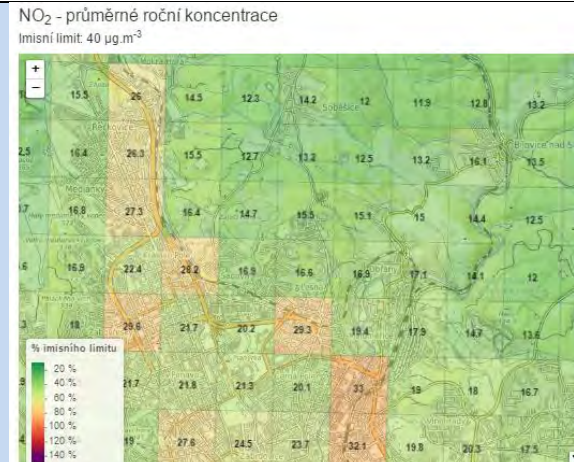 NO2 - průměrné roční koncentrace
Imisní limit: 40 µg.m-3
+
−
15.5 26 14.5 12.3 14.2 12 11.9 12.8 13.2
Soběšice
Řečkovice
2.5 16.4 26.3 15.5 12.7 13.2 12.5 13.2 16.1 13.5
Bílovice nad S
Medlánky
16.8 27.3 16.4 14.7 15.5 15.1 15 14.4 12.5
16.9 22.4 28.2 16.9 16.6 16.9 17.1 14.1 12
18 29.6 21.7 20.2 29.3 19.4 17.9 14.7 13.6
% imisního limitu
20 %
40 %
60 %
80 %
100 %
120 %
140 %
21.7 21.8 21.3 20.1 33 19 18 16.7
19 27.6 24.5 23.7 32.1 19.8 20.3 17.5